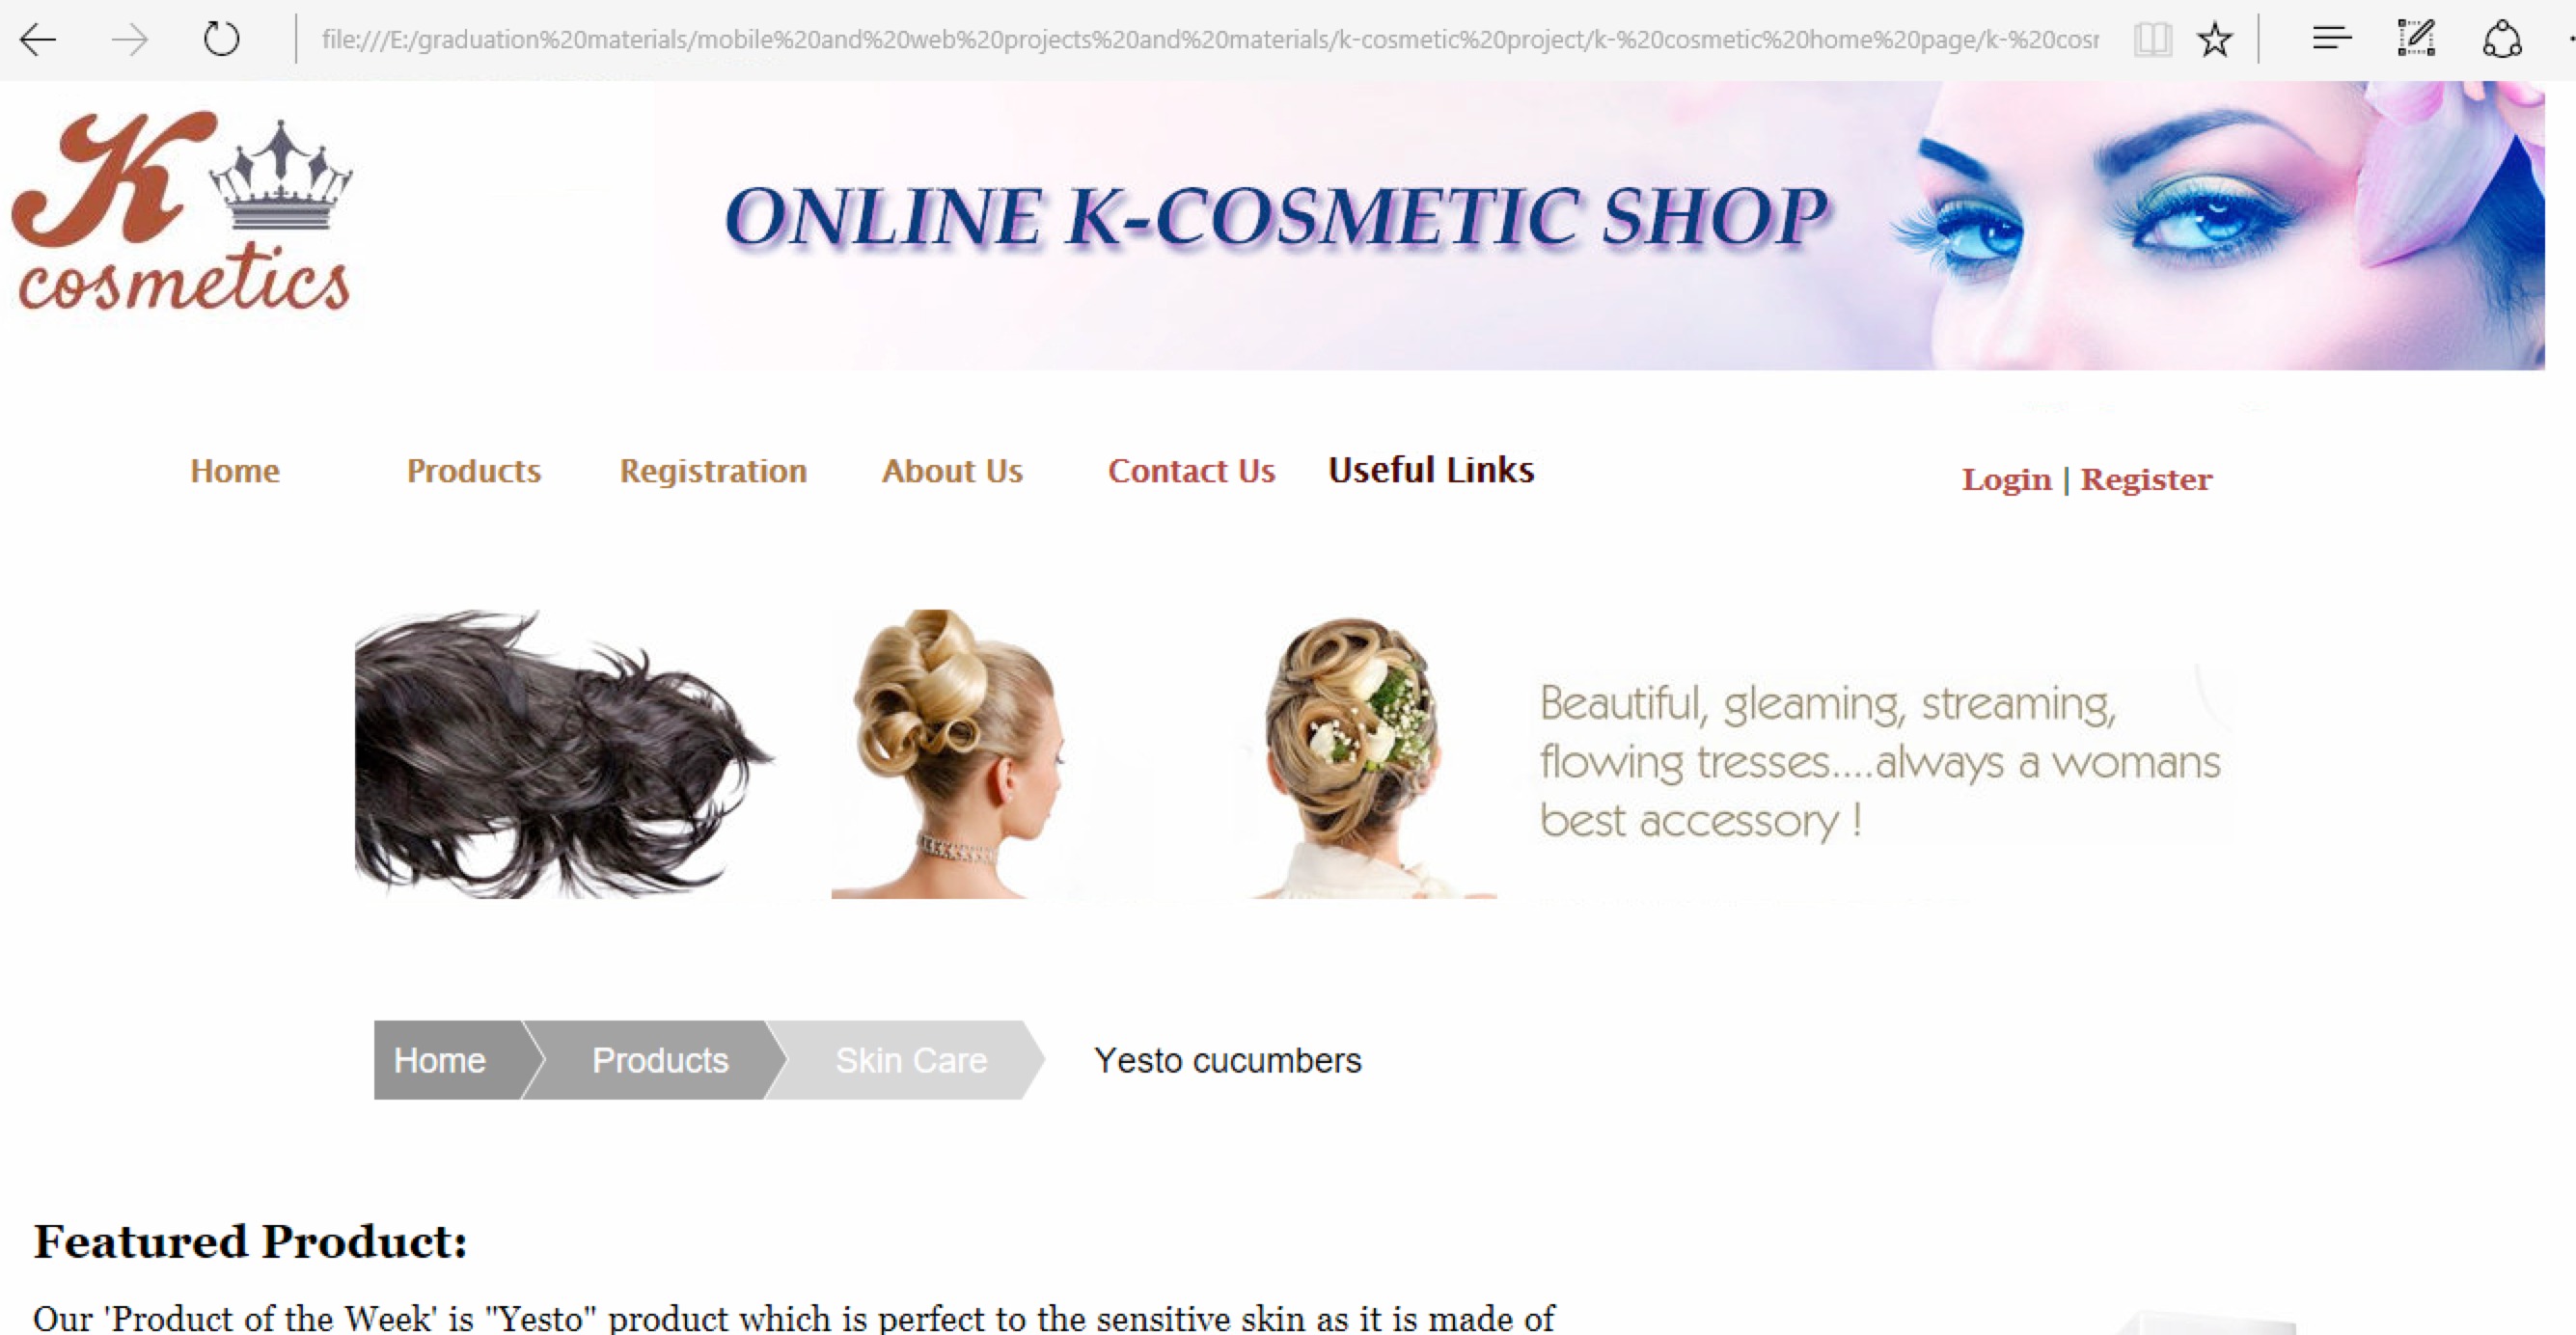 file:///E:/graduation%20materials/mobile%20and%20web%20projects%20and%20materials/k-cosmetic%20project/k-%20cosmetic%20home%20page/k-%20cosm
K
cosmetics
ONLINE K-COSMETIC SHOP
Home Products Registration About Us Contact Us Useful Links Login | Register
Beautiful, gleaming, streaming,
flowing tresses....always a womans
best accessory !
Home Products Skin Care Yesto cucumbers
Featured Product:
Our 'Product of the Week' is "Yesto" product which is perfect to the sensitive skin as it is made of